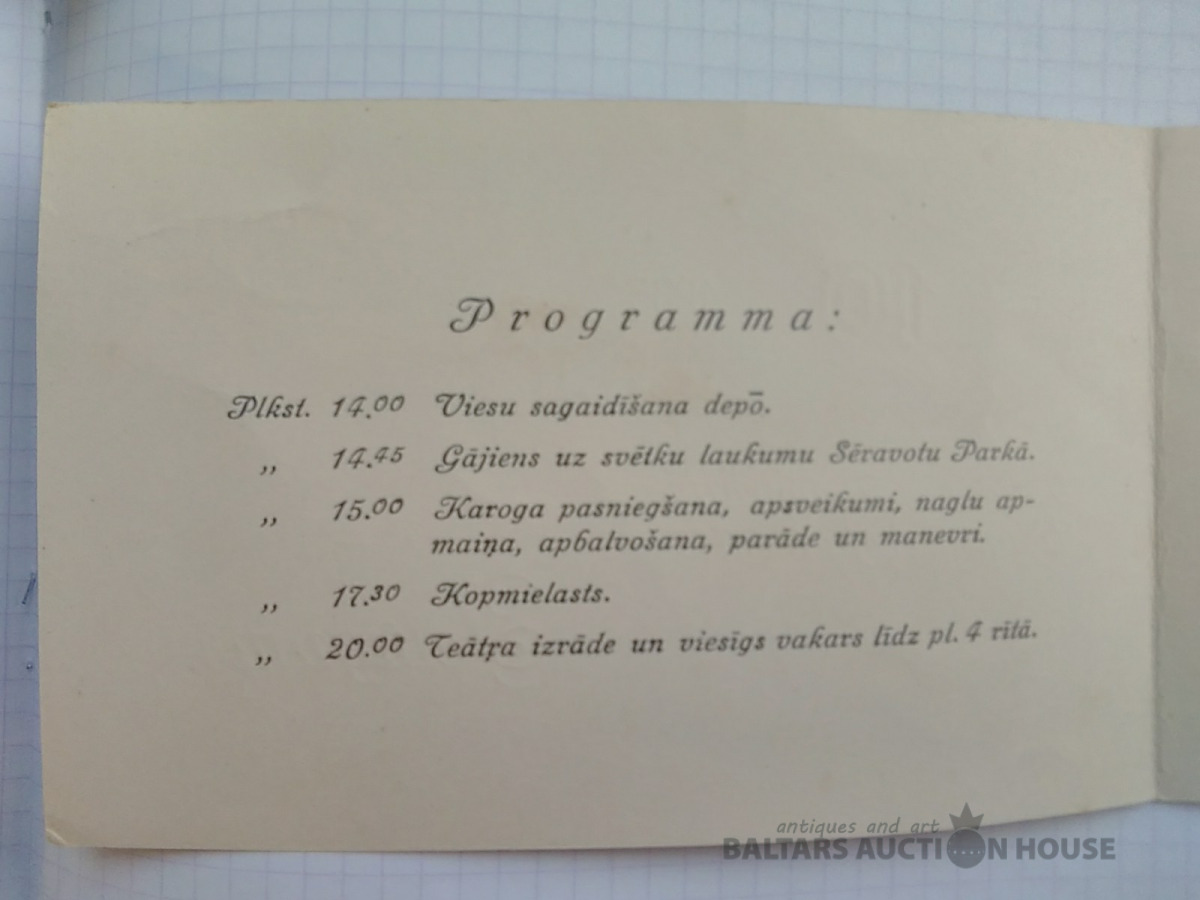 Programma:
Plkst. 14.00 Viesu sagaidīšana depō.
„ 14.45 Gājiens uz svētku laukumu Sēravotu Parkā.
„ 15.00 Karoga pasniegšana, apsveikumi, naglu ap-
maiņa, apbalvošana, parāde un manevri.
„ 17.30 Kopmielasts.
„ 20.00 Teātŗa izrāde un viesīgs vakars līdz pl. 4 rītā.
antiques and art
BALTARS AUCTION HOUSE